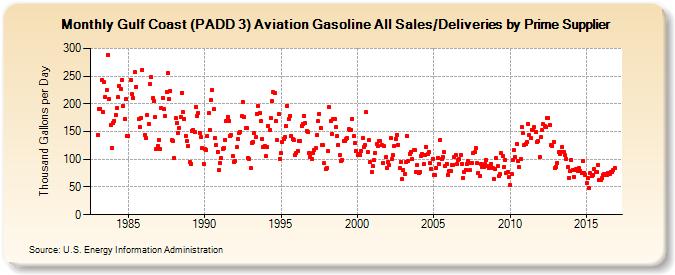 Monthly Gulf Coast (PADD 3) Aviation Gasoline All Sales/Deliveries by Prime Supplier
Thousand Gallons per Day
300
250
200
150
100
50
0
1985 1990 1995 2000 2005 2010 2015
Source: U.S. Energy Information Administration